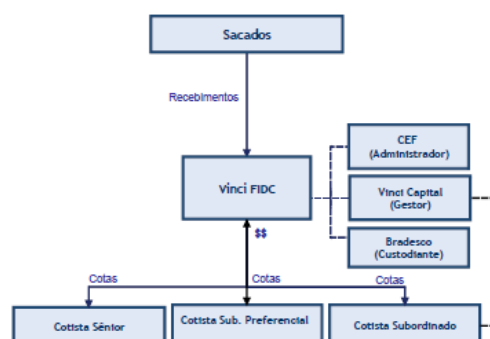 Sacados
Recebimentos
CEF
(Administrador)
Vinci FIDC
Vinci Capital
(Gestor)
$$
Bradesco
(Custodiante)
Cotas
Cotas
Cotas
Cotista Sênior
Cotista Sub. Preferencial
Cotista Subordinado